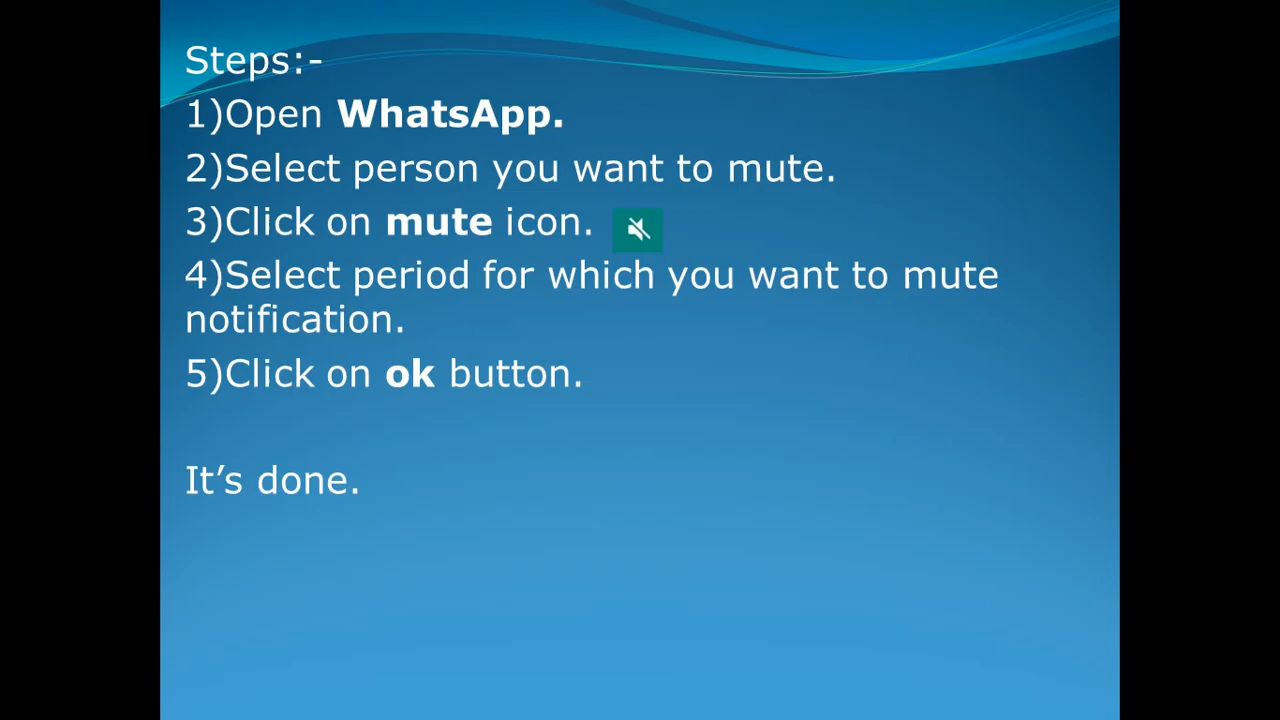 Steps:-
1)Open WhatsApp.
2)Select person you want to mute.
3)Click on mute icon.
4)Select period for which you want to mute
notification.
5)Click on ok button.
It’s done.